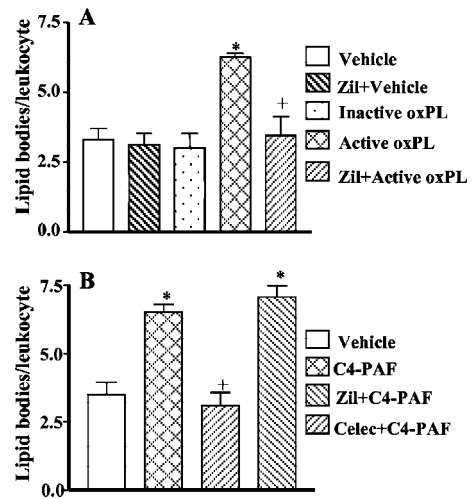 A
Lipid bodies/leukocyte
7.5
5.0
2.5
0.0
*
+
Vehicle
Zil+Vehicle
Inactive oxPL
Active oxPL
Zil+Active oxPL
B
Lipid bodies/leukocyte
7.5
5.0
2.5
0.0
*
+
*
Vehicle
C4-PAF
Zil+C4-PAF
Celec+C4-PAF